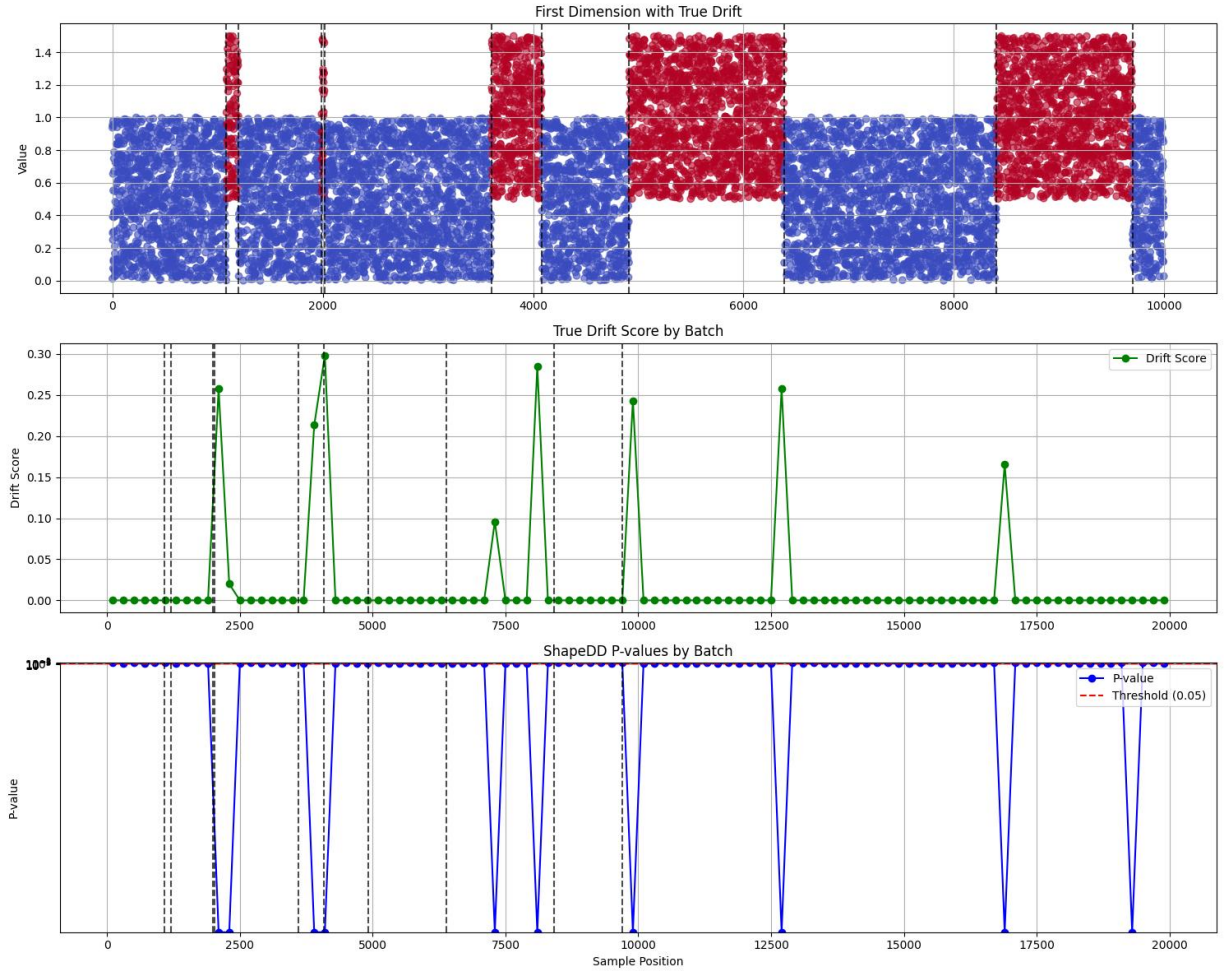 First Dimension with True Drift
Value
1.4
1.2
1.0
0.8
0.6
0.4
0.2
0.0
0 2000 4000 6000 8000 10000
True Drift Score by Batch
Drift Score
0.30
0.25
0.20
0.15
0.10
0.05
0.00
Drift Score
0 2500 5000 7500 10000 12500 15000 17500 20000
ShapeDD P-values by Batch
P-value
P-value
Threshold (0.05)
0 2500 5000 7500 10000 12500 15000 17500 20000
Sample Position